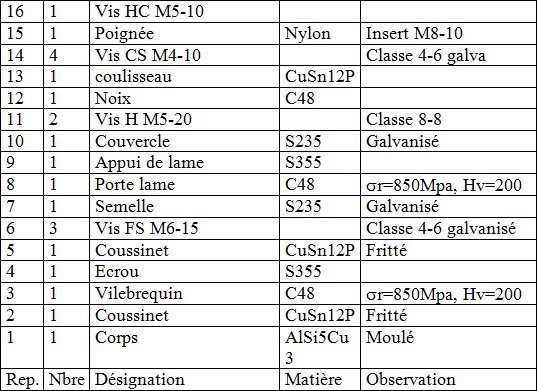 16 1 Vis HC M5-10
15 1 Poignée Nylon Insert M8-10
14 4 Vis CS M4-10 Classe 4-6 galva
13 1 coulisseau CuSn12P
12 1 Noix C48
11 2 Vis H M5-20 Classe 8-8
10 1 Couvercle S235 Galvanisé
9 1 Appui de lame S355
8 1 Porte lame C48 σr=850Mpa, Hv=200
7 1 Semelle S235 Galvanisé
6 3 Vis FS M6-15 Classe 4-6 galvanisé
5 1 Coussinet CuSn12P Fritté
4 1 Ecrou S355
3 1 Vilebrequin C48 σr=850Mpa, Hv=200
2 1 Coussinet CuSn12P Fritté
1 1 Corps AlSi5Cu Moulé
3
Rep. Nbre Désignation Matière Observation